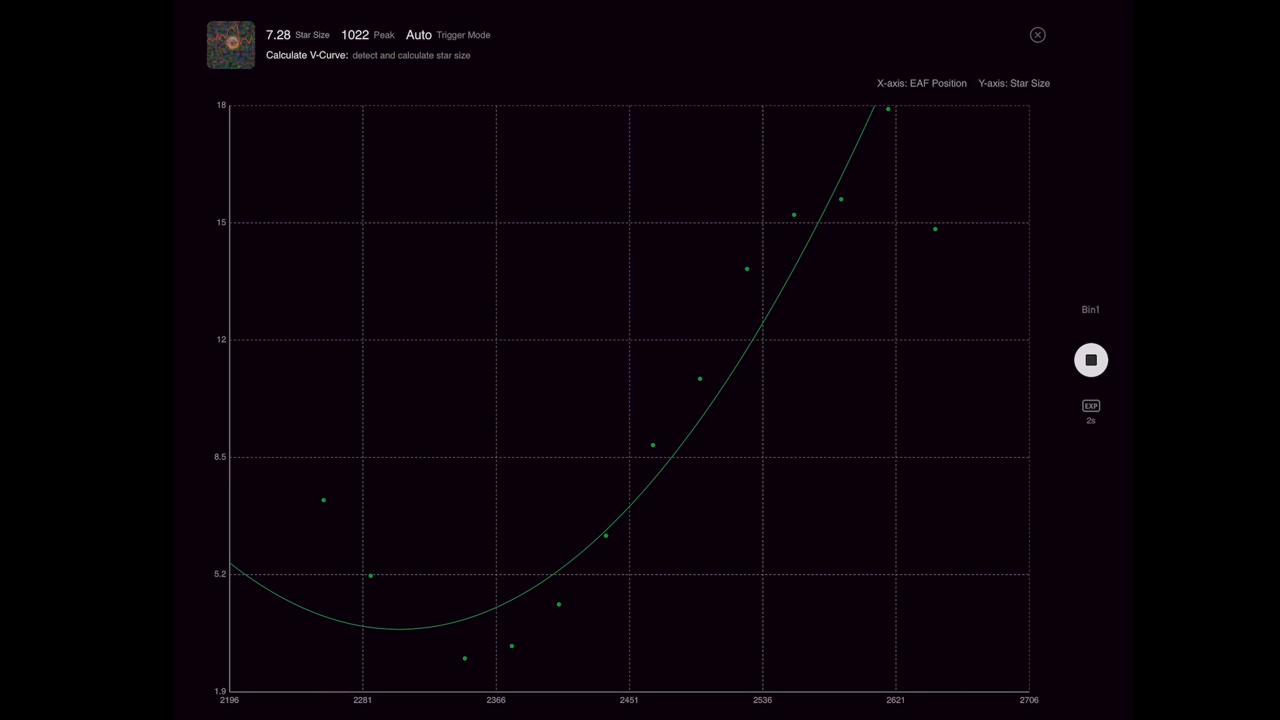 7.28 Star Size 1022 Peak Auto Trigger Mode
Calculate V-Curve: detect and calculate star size
X-axis: EAF Position Y-axis: Star Size
18
15
12
8.5
5.2
1.9
2196 2281 2366 2451 2536 2621 2706
Bin1
EXP
2s